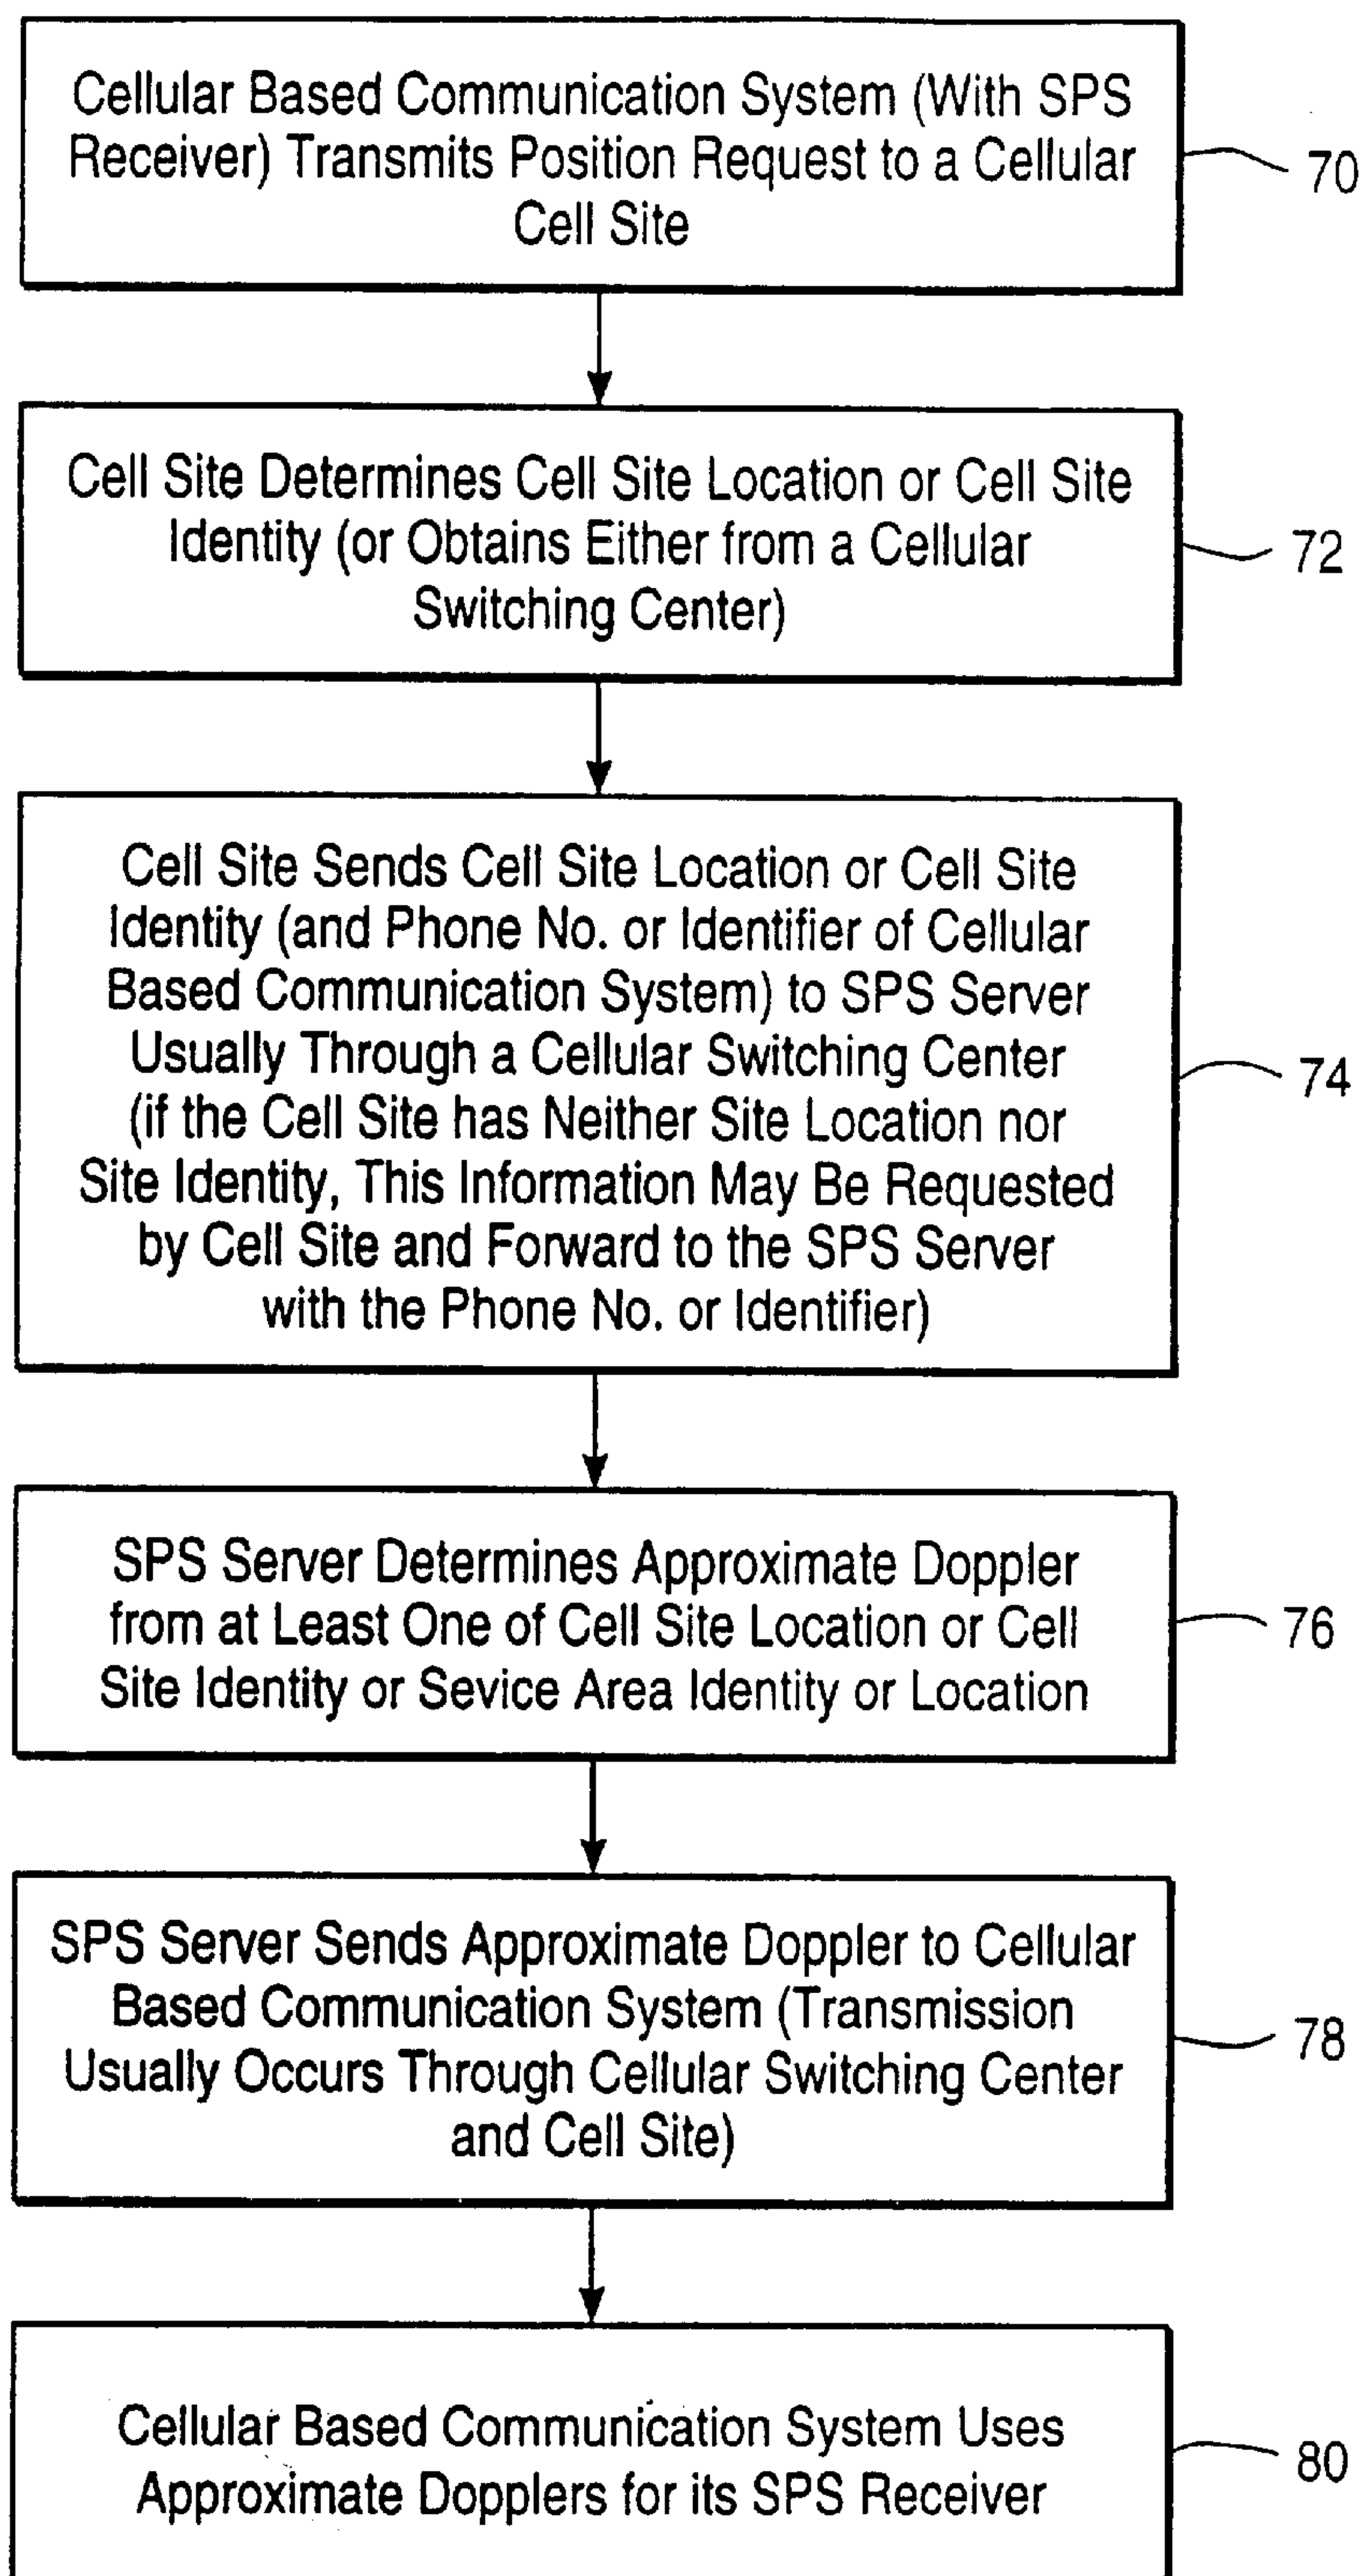 Cellular Based Communication System (With SPS
Receiver) Transmits Position Request to a Cellular
Cell Site
70
Cell Site Determines Cell Site Location or Cell Site
Identity (or Obtains Either from a Cellular
Switching Center)
72
Cell Site Sends Cell Site Location or Cell Site
Identity (and Phone No. or Identifier of Cellular
Based Communication System) to SPS Server
Usually Through a Cellular Switching Center
(if the Cell Site has Neither Site Location nor
Site Identity, This Information May Be Requested
by Cell Site and Forward to the SPS Server
with the Phone No. or Identifier)
74
SPS Server Determines Approximate Doppler
from at Least One of Cell Site Location or Cell
Site Identity or Sevice Area Identity or Location
76
SPS Server Sends Approximate Doppler to Cellular
Based Communication System (Transmission
Usually Occurs Through Cellular Switching Center
and Cell Site)
78
Cellular Based Communication System Uses
Approximate Dopplers for its SPS Receiver
80